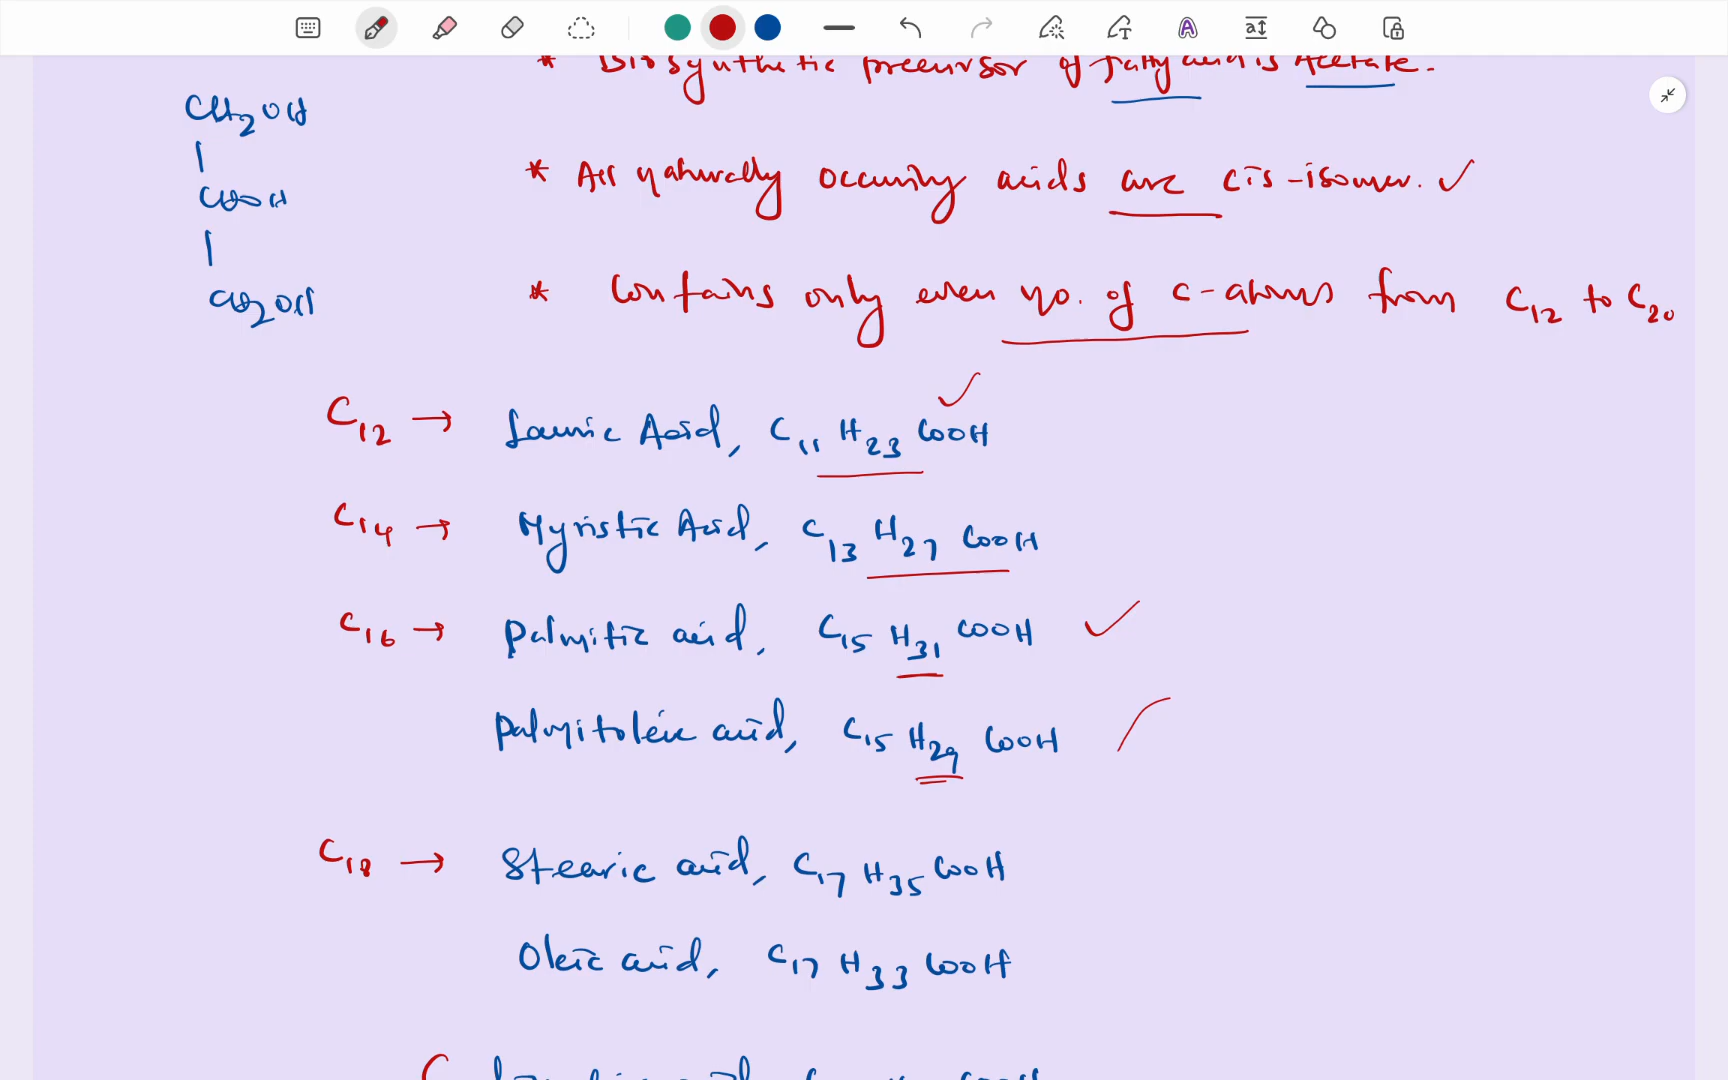 * Biosynthetic precursor of fatty acid is Acetate.
CH2OH
|
CHOH
|
CH2OH
* All naturally occuring acids are cis-isomer. ✓
* Contains only even no. of C-atoms from C12 to C20
C12 → Lauric Acid, C11 H23 COOH ✓
C14 → Myristic Acid, C13 H27 COOH
C16 → Palmitic acid, C15 H31 COOH ✓
Palmitoleic acid, C15 H29 COOH
C18 → Stearic acid, C17 H35 COOH
Oleic acid, C17 H33 COOH